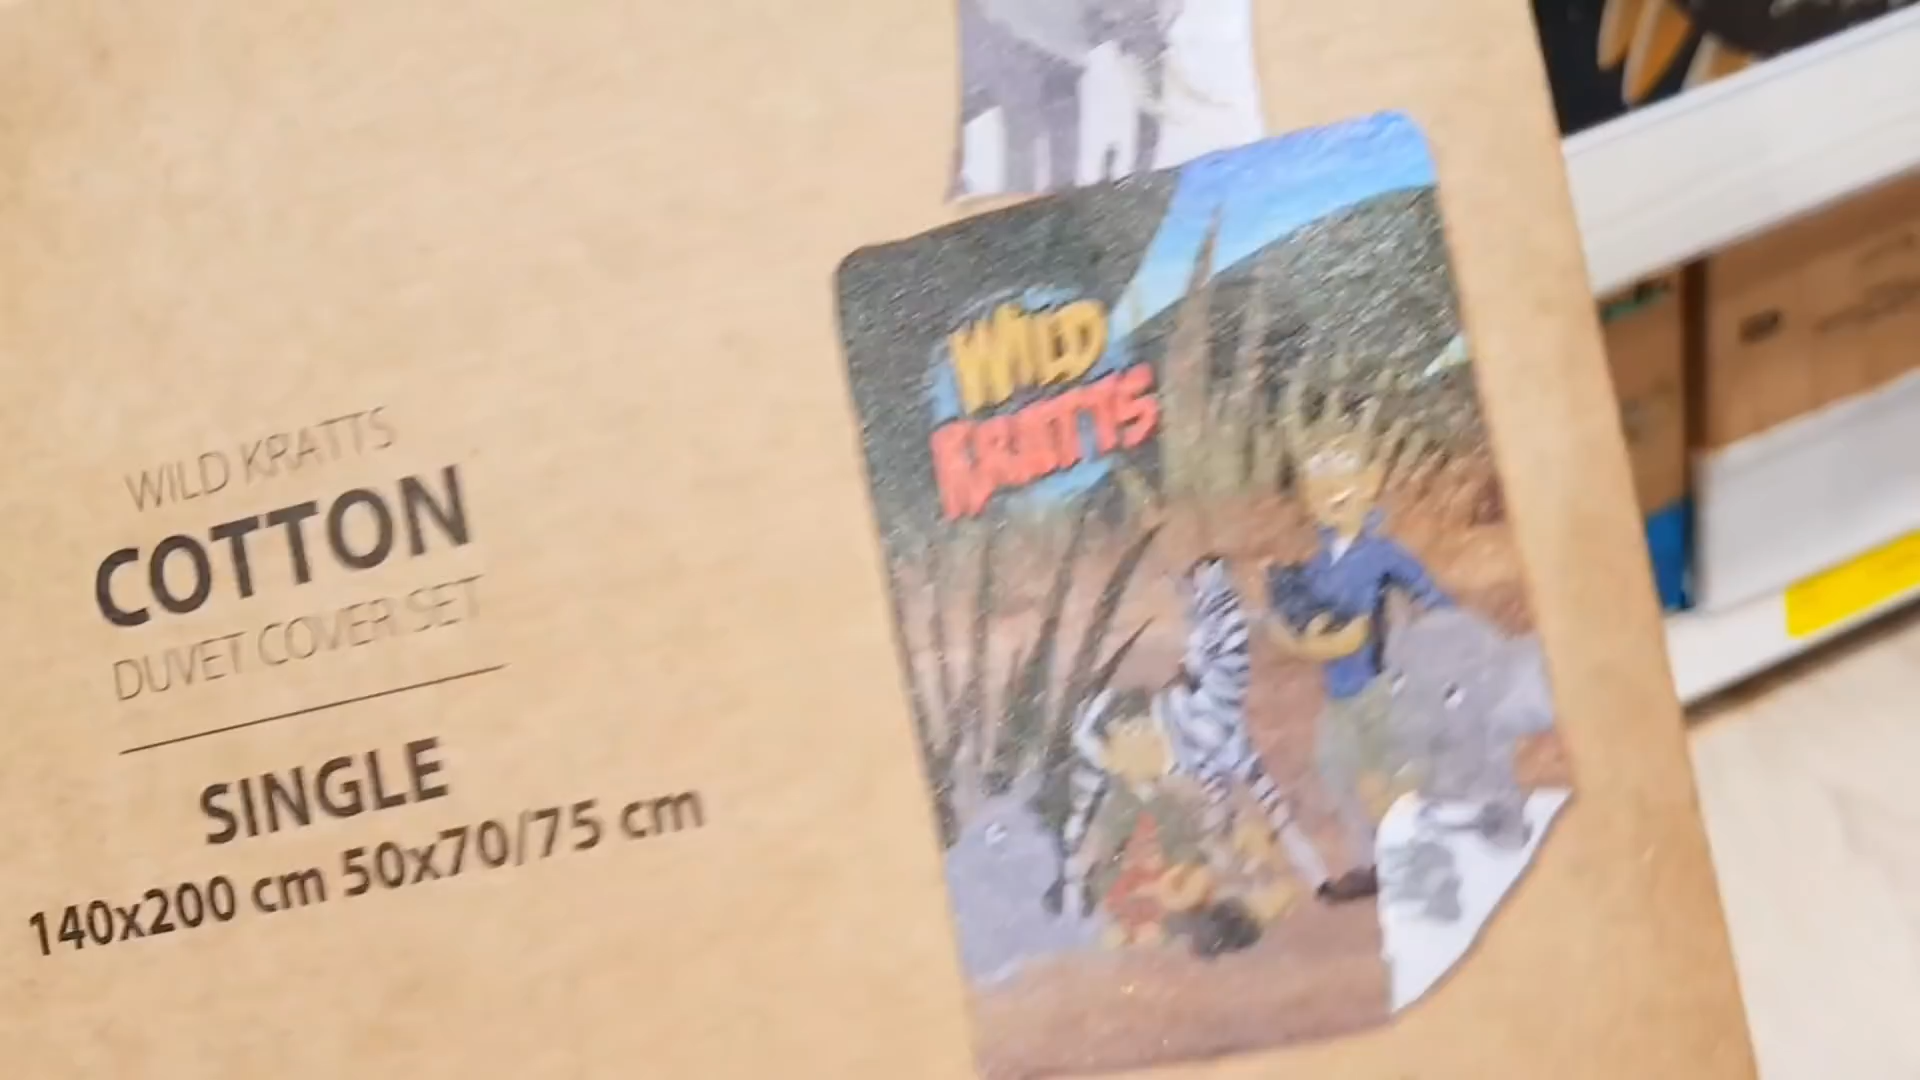 WILD KRATTS
COTTON
DUVET COVER SET
SINGLE
140x200 cm 50x70/75 cm
WILD
KRATTS